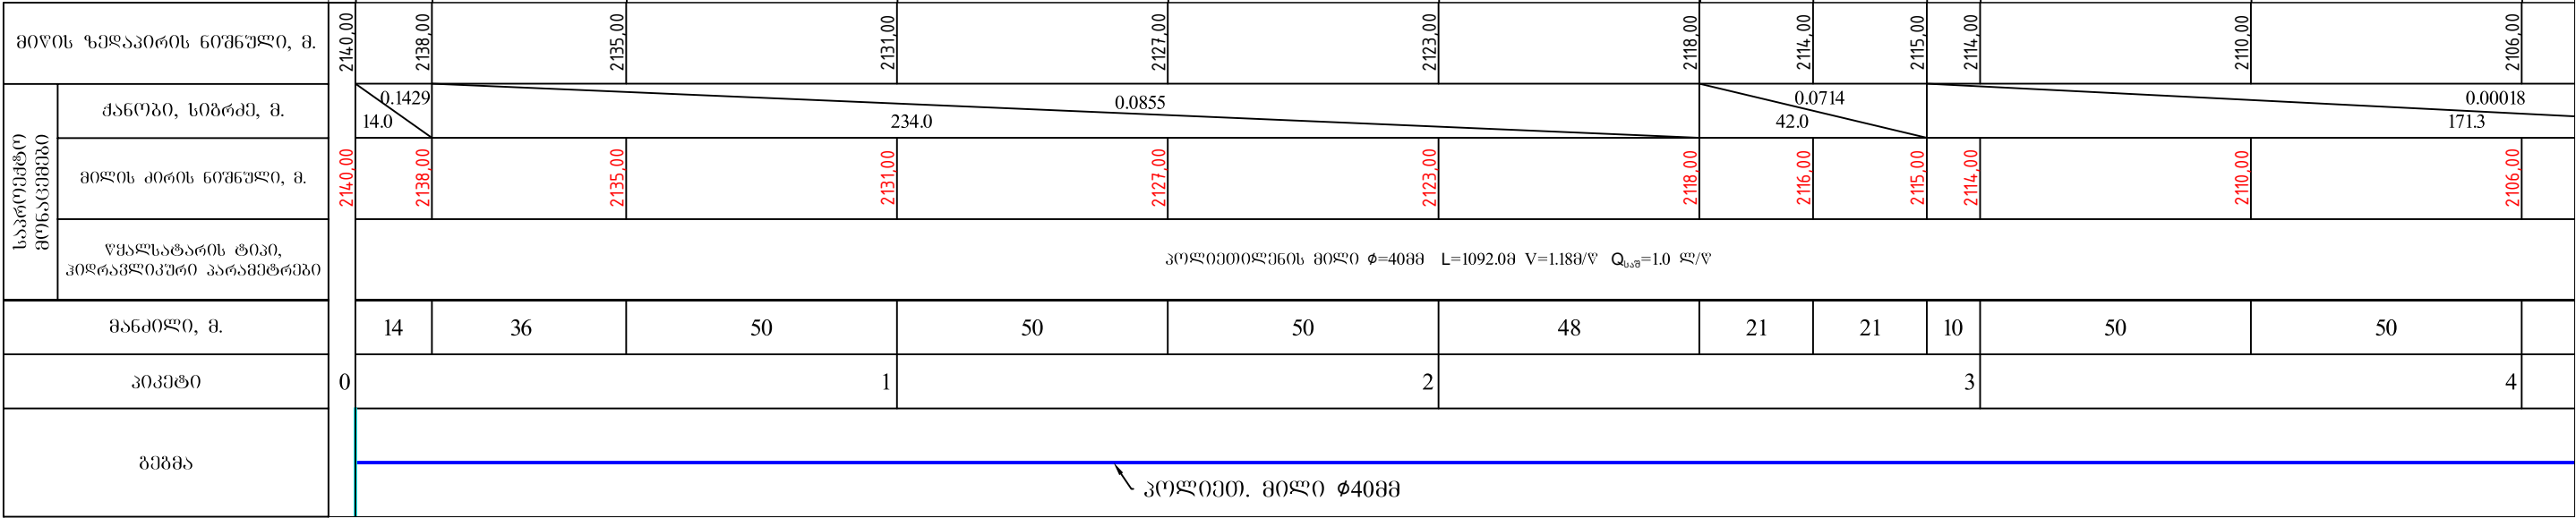 მიწის ზედაპირის ნიშნული, მ.
2140,00 2138,00 2135,00 2131,00 2127,00 2123,00 2118,00 2114,00 2115,00 2114,00 2110,00 2106,00
საპროექტო
მონაცემები
ქანობი, სიგრძე, მ.
0.1429 0.0855 0.0714 0.00018
14.0 234.0 42.0 171.3
მილის ძირის ნიშნული, მ.
2140,00 2138,00 2135,00 2131,00 2127,00 2123,00 2118,00 2116,00 2115,00 2114,00 2110,00 2106,00
წყალსატარის ტიპი,
ჰიდრავლიკური პარამეტრები
პოლიეთილენის მილი φ=40მმ L=1092.0მ V=1.18მ/წ Qსაშ=1.0 ლ/წ
მანძილი, მ.
14 36 50 50 50 48 21 21 10 50 50
პიკეტი
0 1 2 3 4
გეგმა
პოლიეთ. მილი φ40მმ